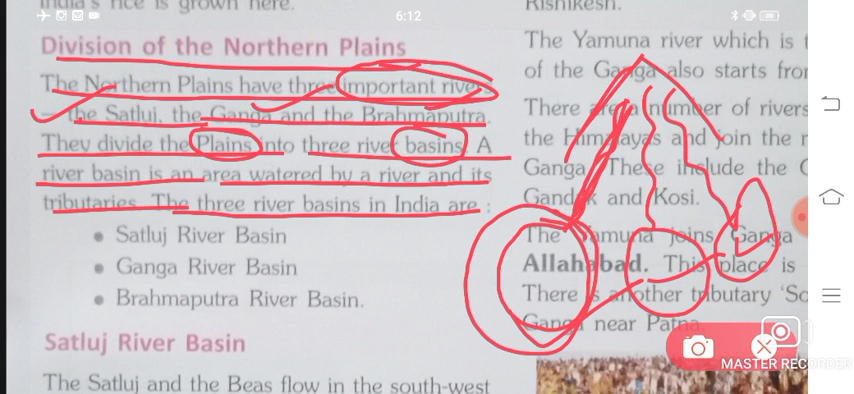 India's rice is grown here.
6:12
Division of the Northern Plains
The Northern Plains have three important rivers
— the Satluj, the Ganga and the Brahmaputra.
They divide the Plains into three river basins. A
river basin is an area watered by a river and its
tributaries. The three river basins in India are :
• Satluj River Basin
• Ganga River Basin
• Brahmaputra River Basin.
Satluj River Basin
The Satluj and the Beas flow in the south-west
Rishikesh.
The Yamuna river which is
of the Ganga also starts from
There are a number of rivers
the Himalayas and join the
Ganga. These include the
Gandak and Kosi.
The Yamuna joins Ganga
Allahabad. This place is
There is another tributary 'So
Ganga near Patna.
MASTER RECORDER